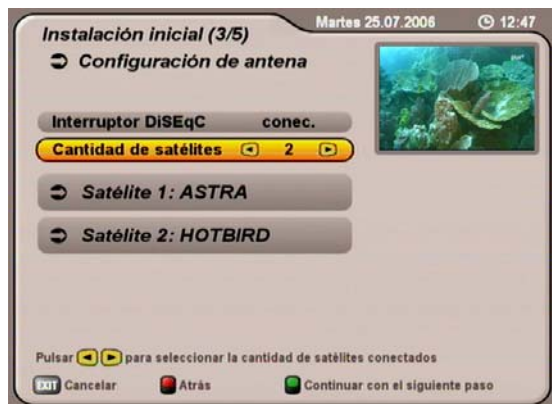 Martes 25.07.2006 12:47
Instalación inicial (3/5)
Configuración de antena
Interruptor DiSEqC conec.
Cantidad de satélites 2
Satélite 1: ASTRA
Satélite 2: HOTBIRD
Pulsar para seleccionar la cantidad de satélites conectados
EXIT Cancelar Atrás Continuar con el siguiente paso